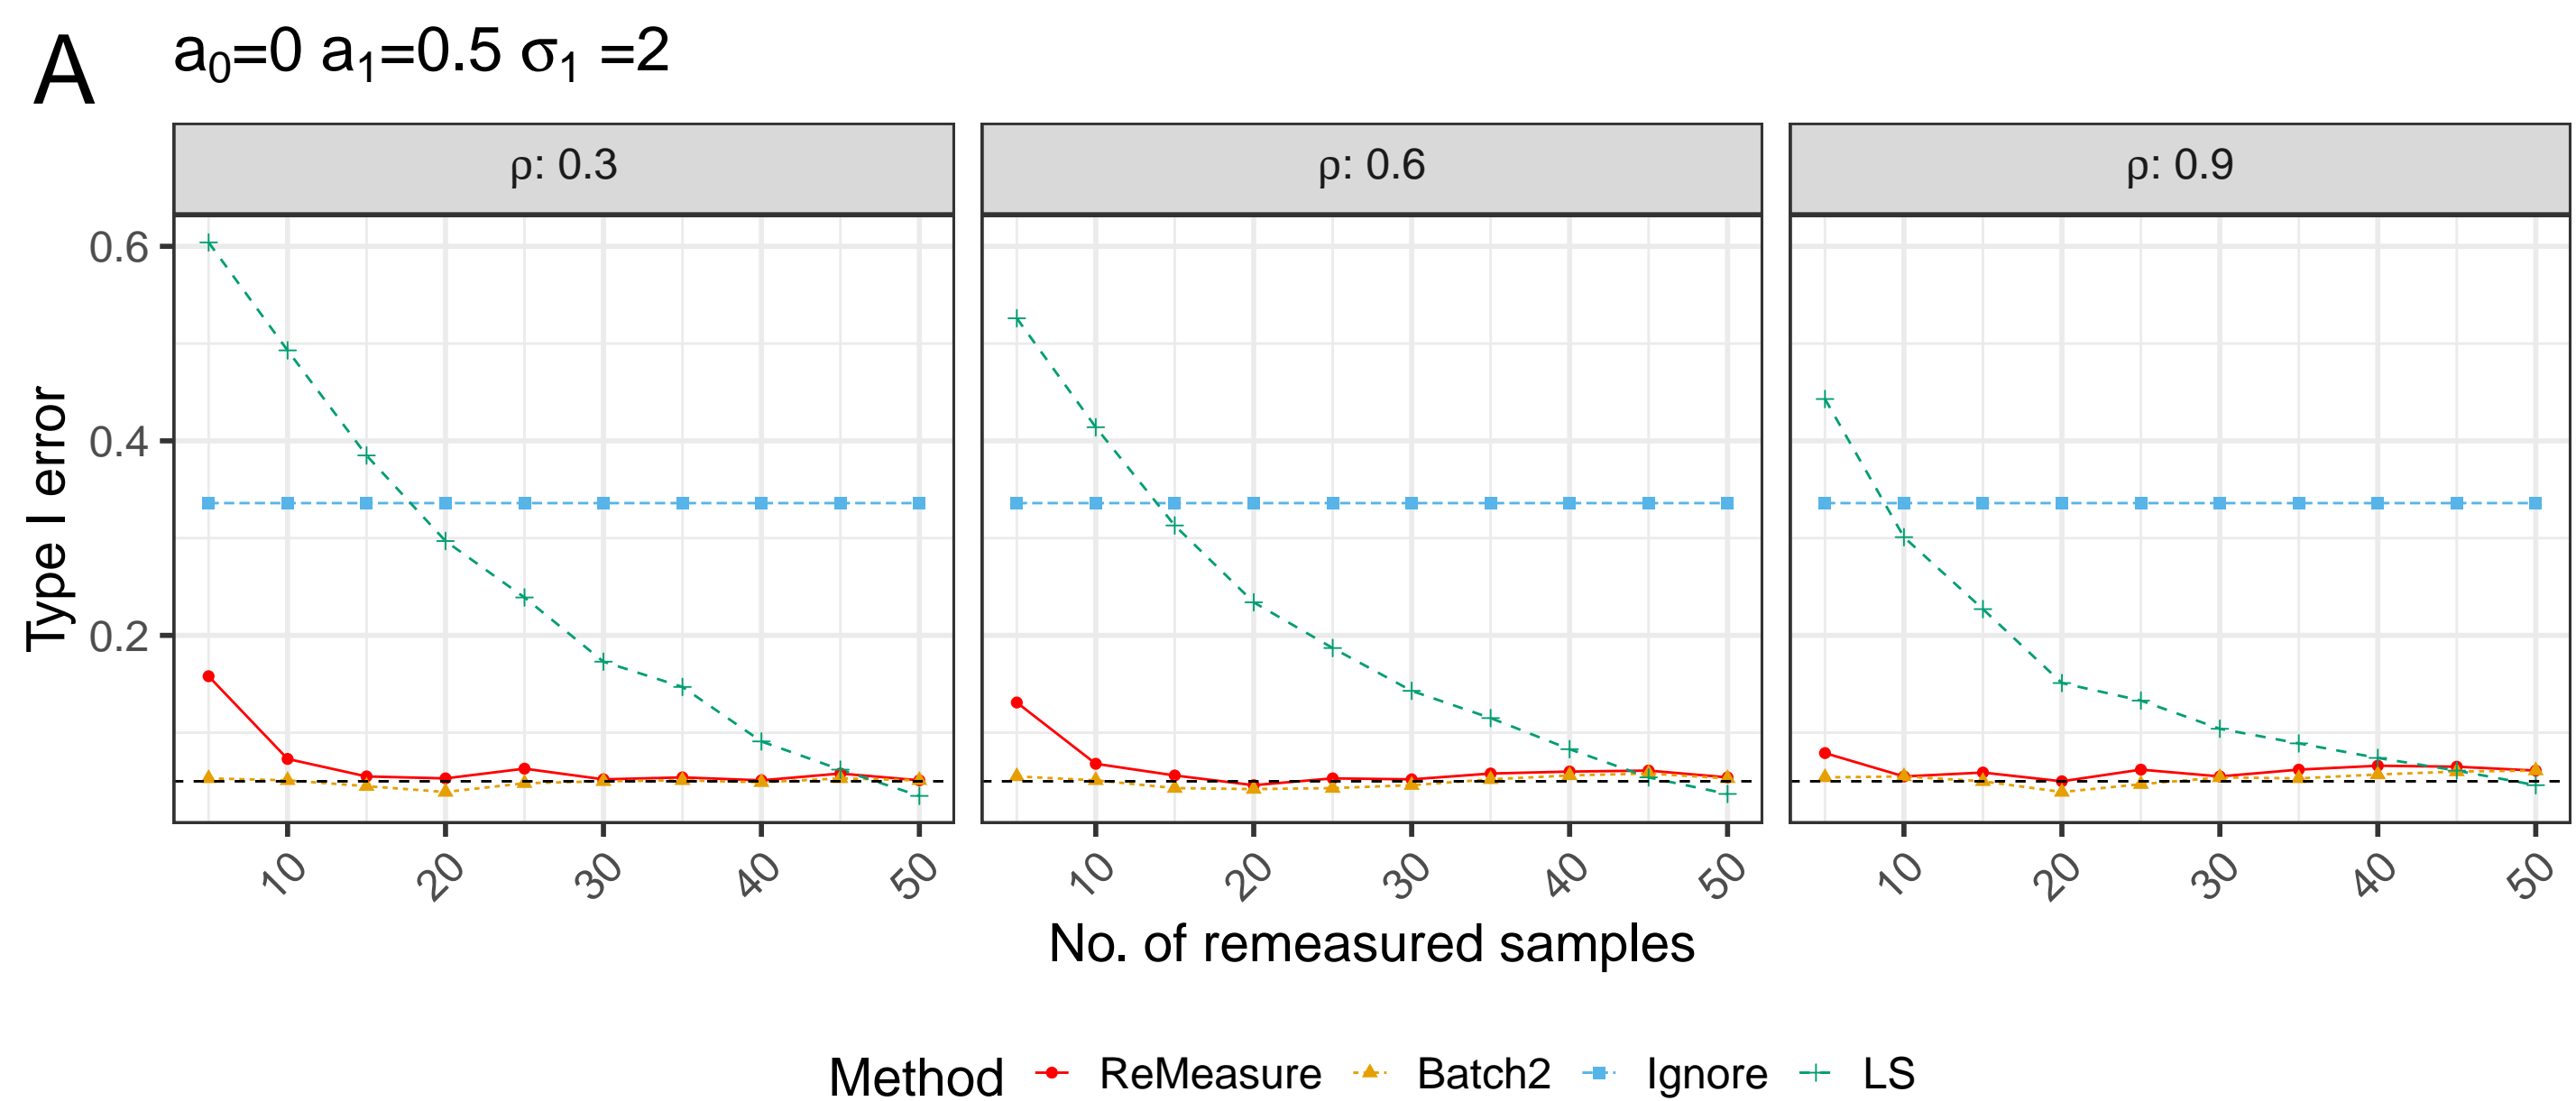 A
a₀=0 a₁=0.5 σ₁ =2
ρ: 0.3 ρ: 0.6 ρ: 0.9
0.6
0.4
0.2
Type I error
10 20 30 40 50 10 20 30 40 50 10 20 30 40 50
No. of remeasured samples
Method ReMeasure Batch2 Ignore LS